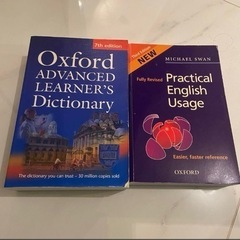 7th edition
Oxford
ADVANCED
LEARNER'S
Dictionary
The dictionary you can trust – 30 million copies sold
NEW
MICHAEL SWAN
Fully Revised
Practical
English
Usage
Easier, faster reference
OXFORD